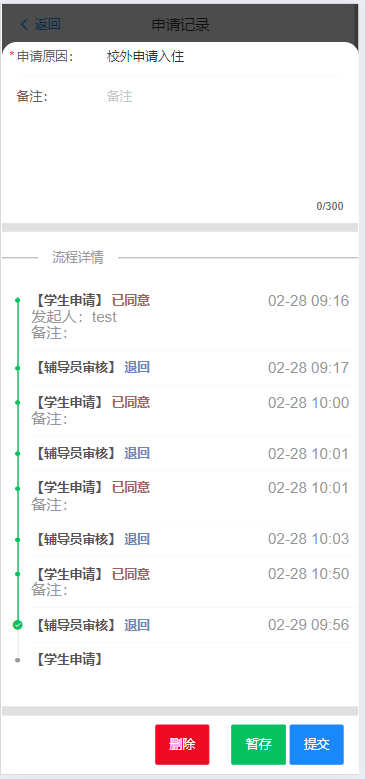 返回 申请记录
*申请原因: 校外申请入住
备注: 备注
0/300
流程详情
【学生申请】已同意 02-28 09:16
发起人: test
备注:
【辅导员审核】退回 02-28 09:17
【学生申请】已同意 02-28 10:00
备注:
【辅导员审核】退回 02-28 10:01
【学生申请】已同意 02-28 10:01
备注:
【辅导员审核】退回 02-28 10:03
【学生申请】已同意 02-28 10:50
备注:
【辅导员审核】退回 02-29 09:56
【学生申请】
删除 暂存 提交